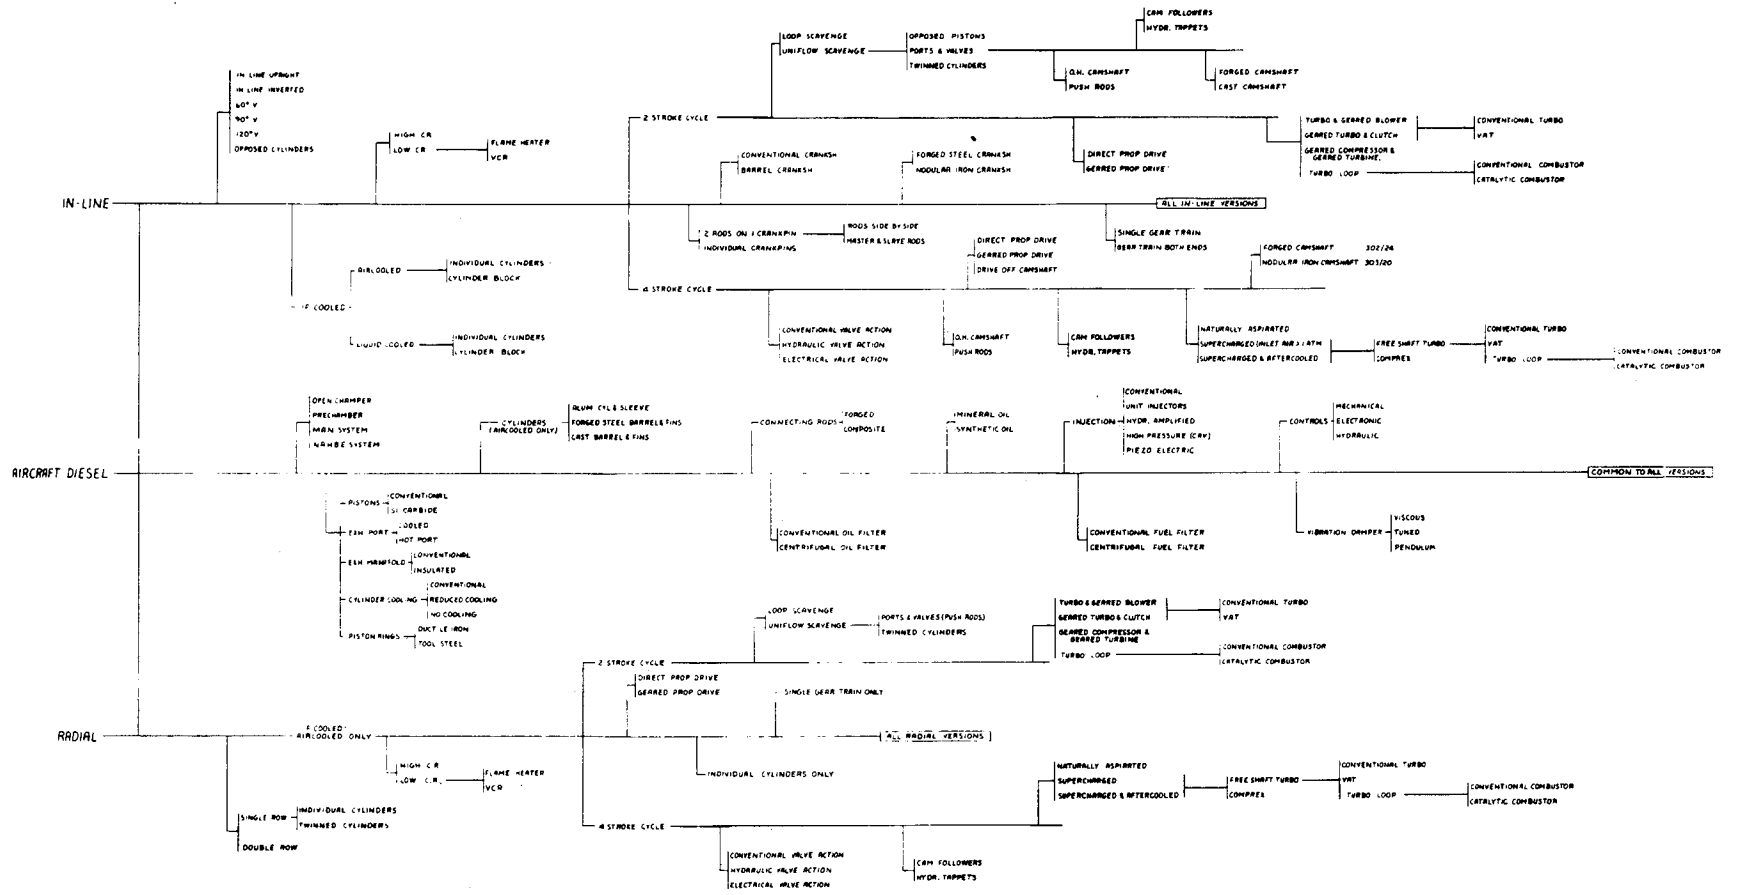 CAM FOLLOWERS
HYDR. TAPPETS
LOOP SCAVENGE
UNIFLOW SCAVENGE
OPPOSED PISTONS
PORTS & VALVES
TWINNED CYLINDERS
O.H. CAMSHAFT
PUSH RODS
FORGED CAMSHAFT
CAST CAMSHAFT
IN LINE UPRIGHT
IN LINE INVERTED
60° V
90° V
120° V
OPPOSED CYLINDERS
HIGH CR
LOW CR
FLAME HEATER
VCR
2 STROKE CYCLE
TURBO & GEARED BLOWER
GEARED TURBO & CLUTCH
GEARED COMPRESSOR &
GEARED TURBINE.
TURBO LOOP
CONVENTIONAL TURBO
VAT
CONVENTIONAL COMBUSTOR
CATALYTIC COMBUSTOR
CONVENTIONAL CRANKSH
BARREL CRANKSH
FORGED STEEL CRANKSH
NODULAR IRON CRANKSH
DIRECT PROP DRIVE
GEARED PROP DRIVE
IN-LINE
ALL IN-LINE VERSIONS
2 RODS ON 1 CRANKPIN
INDIVIDUAL CRANKPINS
RODS SIDE BY SIDE
MASTER & SLAVE RODS
DIRECT PROP DRIVE
GEARED PROP DRIVE
DRIVE OFF CAMSHAFT
SINGLE GEAR TRAIN
GEAR TRAIN BOTH ENDS
FORGED CAMSHAFT 302/24
NODULAR IRON CAMSHAFT 303/20
AIRCOOLED
INDIVIDUAL CYLINDERS
CYLINDER BLOCK
IF COOLED
LIQUID COOLED
INDIVIDUAL CYLINDERS
CYLINDER BLOCK
4 STROKE CYCLE
CONVENTIONAL VALVE ACTION
HYDRAULIC VALVE ACTION
ELECTRICAL VALVE ACTION
O.H. CAMSHAFT
PUSH RODS
CAM FOLLOWERS
HYDR. TAPPETS
NATURALLY ASPIRATED
SUPERCHARGED (INLET AIR)
SUPERCHARGED & AFTERCOOLED
FREE SHAFT TURBO
COMPREX
CONVENTIONAL TURBO
VAT
TURBO LOOP
CONVENTIONAL COMBUSTOR
CATALYTIC COMBUSTOR
OPEN CHAMPER
PRECHAMBER
MAN SYSTEM
NAHBE SYSTEM
CYLINDERS
(AIRCOOLED ONLY)
ALUM CYL & SLEEVE
FORGED STEEL BARREL & FINS
CAST BARREL & FINS
CONNECTING RODS
FORGED
COMPOSITE
MINERAL OIL
SYNTHETIC OIL
INJECTION
CONVENTIONAL
UNIT INJECTORS
HYDR. AMPLIFIED
HIGH PRESSURE (CAV)
PIEZO ELECTRIC
CONTROLS
MECHANICAL
ELECTRONIC
HYDRAULIC
AIRCRAFT DIESEL
COMMON TO ALL VERSIONS
PISTONS
CONVENTIONAL
SI CARBIDE
EXH PORT
COOLED
HOT PORT
EXH MANIFOLD
CONVENTIONAL
INSULATED
CYLINDER COOLING
CONVENTIONAL
REDUCED COOLING
NO COOLING
PISTON RINGS
DUCTILE IRON
TOOL STEEL
CONVENTIONAL OIL FILTER
CENTRIFUGAL OIL FILTER
CONVENTIONAL FUEL FILTER
CENTRIFUGAL FUEL FILTER
VIBRATION DAMPER
VISCOUS
TUNED
PENDULUM
LOOP SCAVENGE
UNIFLOW SCAVENGE
PORTS & VALVES (PUSH RODS)
TWINNED CYLINDERS
TURBO & GEARED BLOWER
GEARED TURBO & CLUTCH
GEARED COMPRESSOR &
GEARED TURBINE
TURBO LOOP
CONVENTIONAL TURBO
VAT
CONVENTIONAL COMBUSTOR
CATALYTIC COMBUSTOR
2 STROKE CYCLE
DIRECT PROP DRIVE
GEARED PROP DRIVE
SINGLE GEAR TRAIN ONLY
RADIAL
IF COOLED
AIRCOOLED ONLY
ALL RADIAL VERSIONS
HIGH C.R
LOW C.R.
FLAME HEATER
VCR
INDIVIDUAL CYLINDERS ONLY
SINGLE ROW
INDIVIDUAL CYLINDERS
TWINNED CYLINDERS
DOUBLE ROW
4 STROKE CYCLE
NATURALLY ASPIRATED
SUPERCHARGED
SUPERCHARGED & AFTERCOOLED
FREE SHAFT TURBO
COMPREX
CONVENTIONAL TURBO
VAT
TURBO LOOP
CONVENTIONAL COMBUSTOR
CATALYTIC COMBUSTOR
CONVENTIONAL VALVE ACTION
HYDRAULIC VALVE ACTION
ELECTRICAL VALVE ACTION
CAM FOLLOWERS
HYDR. TAPPETS